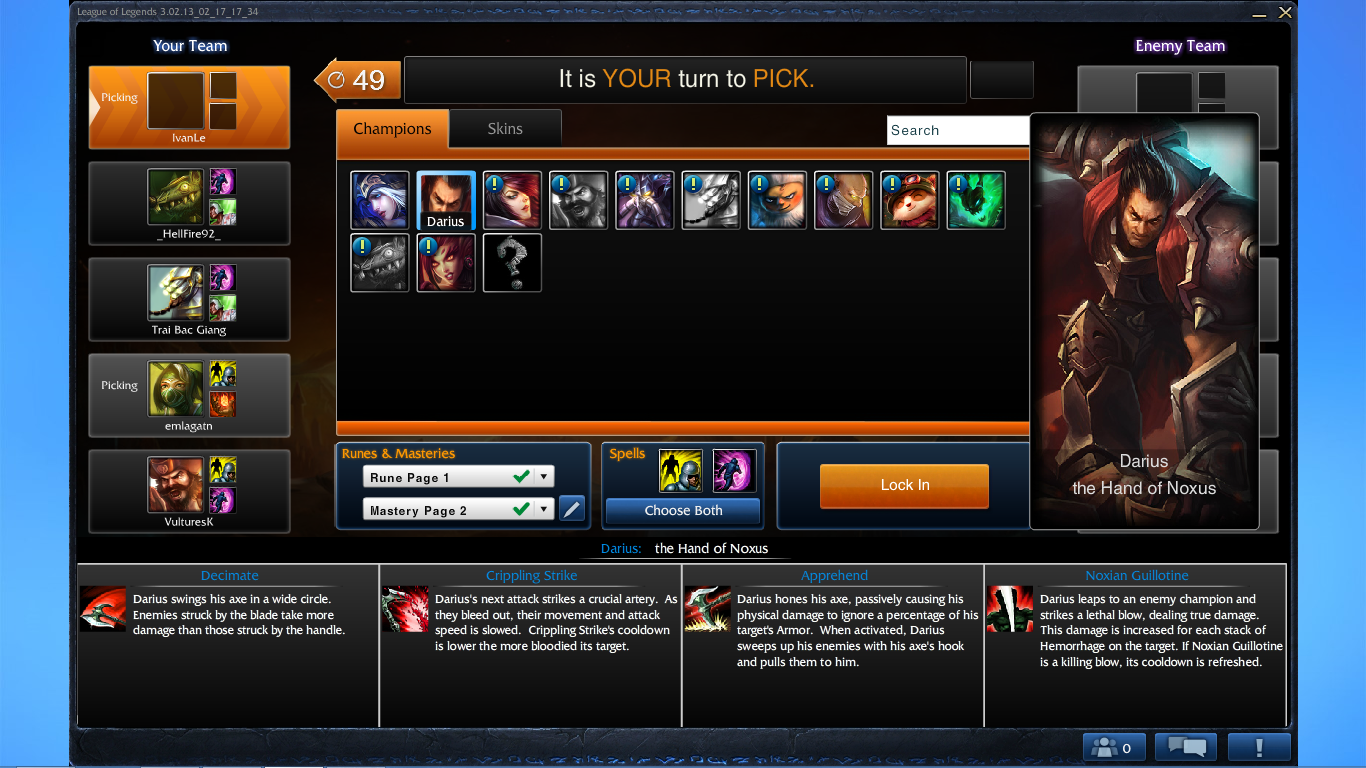 League of Legends 3.02.13_02_17_17_34
Your Team
Enemy Team
Picking
IvanLe
_HellFire92_
Trai Bac Giang
Picking
emlagatn
VulturesK
49
It is YOUR turn to PICK.
Champions
Skins
Search
Darius
Darius
the Hand of Noxus
Runes & Masteries
Rune Page 1
Mastery Page 2
Spells
Choose Both
Lock In
Darius: the Hand of Noxus
Decimate
Darius swings his axe in a wide circle.
Enemies struck by the blade take more
damage than those struck by the handle.
Crippling Strike
Darius's next attack strikes a crucial artery. As
they bleed out, their movement and attack
speed is slowed. Crippling Strike's cooldown
is lower the more bloodied its target.
Apprehend
Darius hones his axe, passively causing his
physical damage to ignore a percentage of his
target's Armor. When activated, Darius
sweeps up his enemies with his axe's hook
and pulls them to him.
Noxian Guillotine
Darius leaps to an enemy champion and
strikes a lethal blow, dealing true damage.
This damage is increased for each stack of
Hemorrhage on the target. If Noxian Guillotine
is a killing blow, its cooldown is refreshed.
0